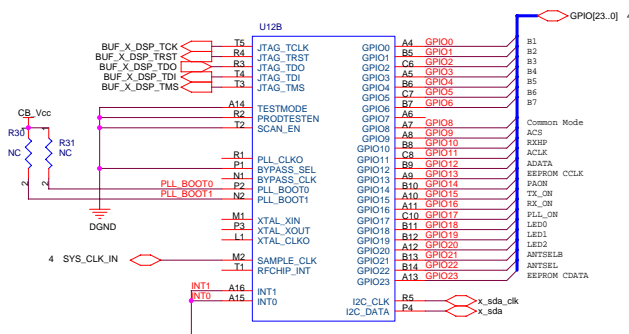 GPIO[23..0] 4
U12B
BUF_X_DSP_TCK T5 JTAG_TCLK
BUF_X_DSP_TRST R4 JTAG_TRST
BUF_X_DSP_TDO R3 JTAG_TDO
BUF_X_DSP_TDI T4 JTAG_TDI
BUF_X_DSP_TMS T3 JTAG_TMS
A14 TESTMODE
R2 PRODTESTEN
T2 SCAN_EN
CB_Vcc
R30 NC 1 2
R31 NC 1 2
DGND
R1 PLL_CLKO
P1 BYPASS_SEL
N1 BYPASS_CLK
PLL_BOOT0 P2 PLL_BOOT0
PLL_BOOT1 N2 PLL_BOOT1
M1 XTAL_XIN
P3 XTAL_XOUT
L1 XTAL_CLKO
4 SYS_CLK_IN M2 SAMPLE_CLK
T1 RFCHIP_INT
INT1 A16 INT1
INT0 A15 INT0
GPIO0 A4 GPIO0 B1
GPIO1 B5 GPIO1 B2
GPIO2 C6 GPIO2 B3
GPIO3 A5 GPIO3 B4
GPIO4 B6 GPIO4 B5
GPIO5 C7 GPIO5 B6
GPIO6 B7 GPIO6 B7
GPIO7 A6
GPIO8 A7 GPIO8 Common Mode
GPIO9 A8 GPIO9 ACS
GPIO10 B8 GPIO10 RXHP
GPIO11 C8 GPIO11 ACLK
GPIO12 B9 GPIO12 ADATA
GPIO13 A9 GPIO13 EEPROM CCLK
GPIO14 B10 GPIO14 PAON
GPIO15 A10 GPIO15 TX_ON
GPIO16 A11 GPIO16 RX_ON
GPIO17 C10 GPIO17 PLL_ON
GPIO18 B11 GPIO18 LED0
GPIO19 B12 GPIO19 LED1
GPIO20 A12 GPIO20 LED2
GPIO21 B13 GPIO21 ANTSELB
GPIO22 B14 GPIO22 ANTSEL
GPIO23 A13 GPIO23 EEPROM CDATA
I2C_CLK R5 x_sda_clk
I2C_DATA P4 x_sda